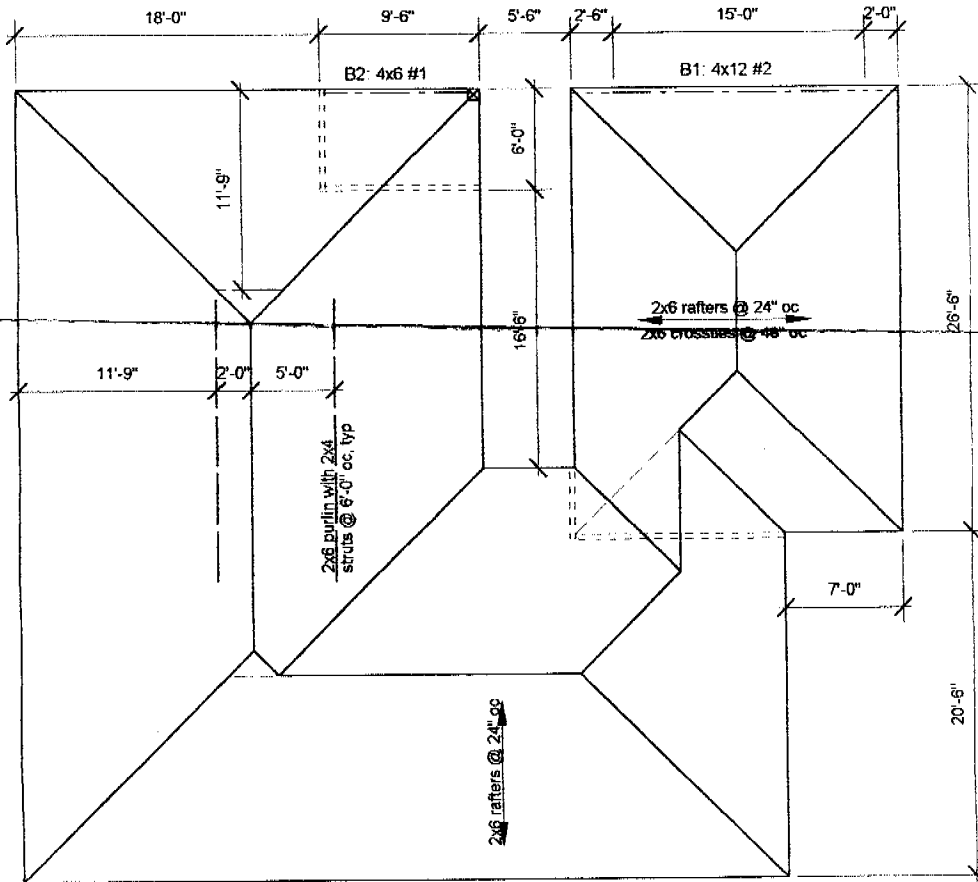 18'-0"
9'-6"
5'-6"
2'-6"
15'-0"
2'-0"
B2: 4x6 #1
B1: 4x12 #2
11'-9"
6'-0"
16'-6"
26'-6"
2x6 rafters @ 24" oc
2x6 crossties @ 48" oc
11'-9"
2'-0"
5'-0"
2x6 purlin with 2x4
struts @ 6'-0" oc, typ
7'-0"
20'-6"
2x6 rafters @ 24" oc